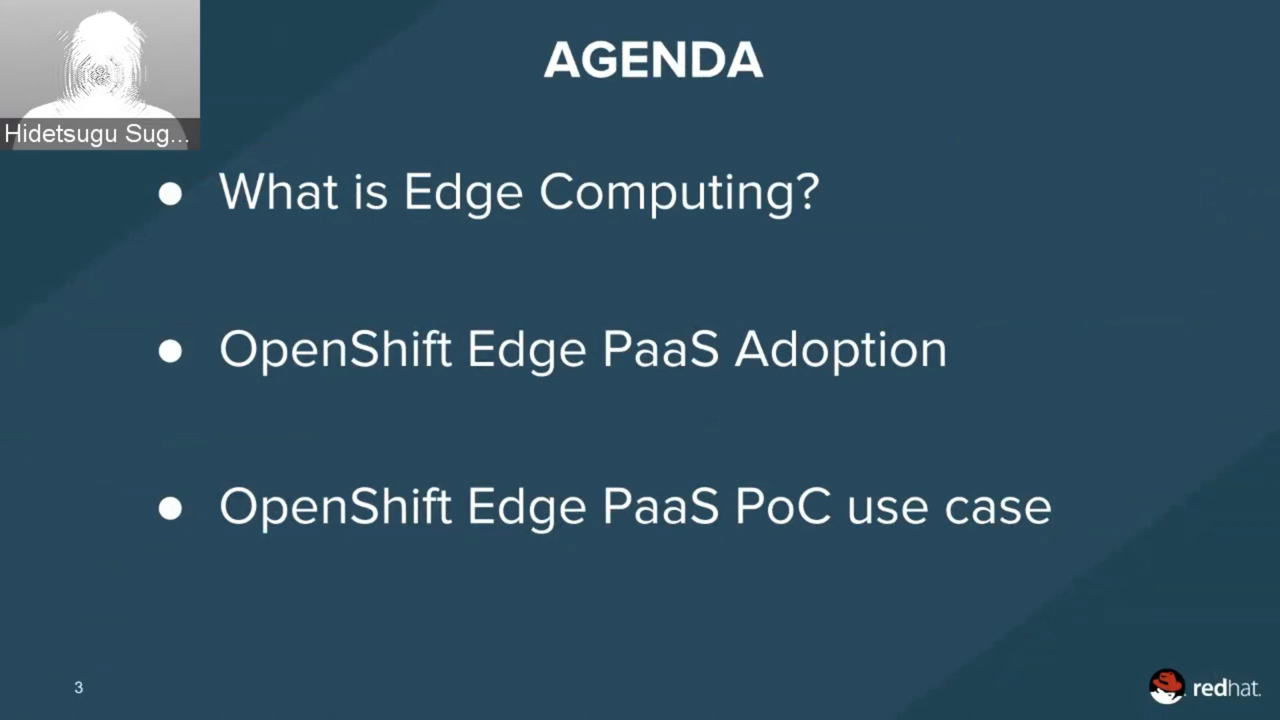 AGENDA
Hidetsugu Sug...
● What is Edge Computing?
● OpenShift Edge PaaS Adoption
● OpenShift Edge PaaS PoC use case
3
redhat.